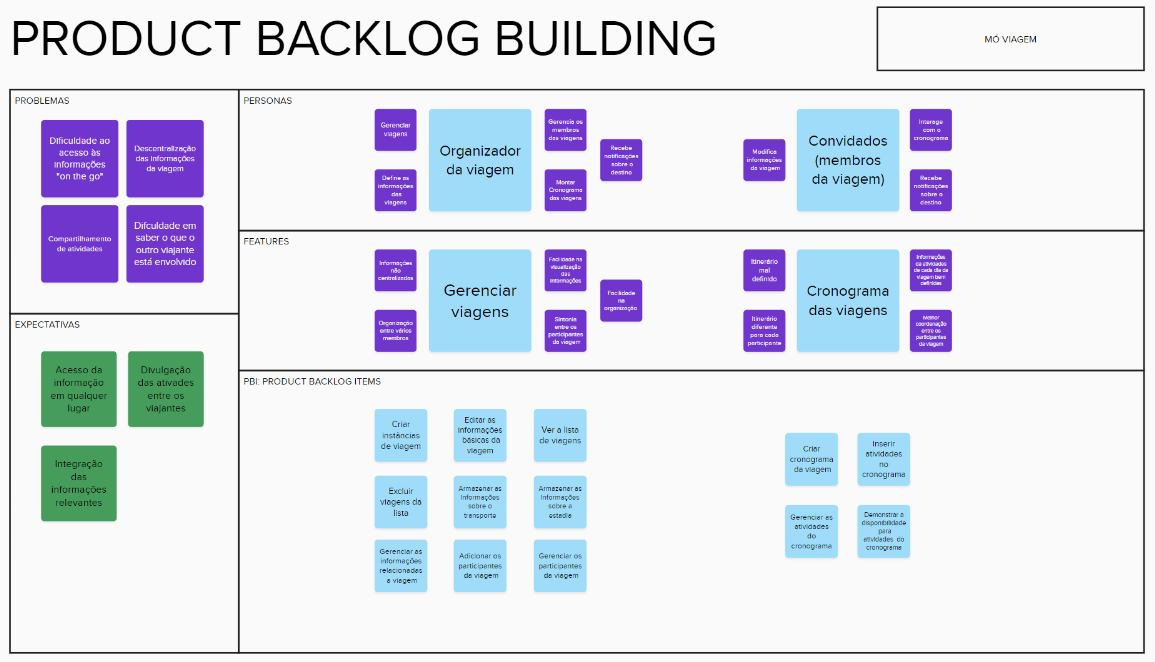 PRODUCT BACKLOG BUILDING
MÓ VIAGEM
PROBLEMAS
Dificuldade ao
acesso às
informações
"on the go"
Descentralização
das informações
da viagem
Compartilhamento
de atividades
Difculdade em
saber o que o
outro viajante
está envolvido
EXPECTATIVAS
Acesso da
informação
em qualquer
lugar
Divulgação
das ativades
entre os
viajantes
Integração
das
informações
relevantes
PERSONAS
Gerenciar
viagens
Define as
informações
das
viagens
Organizador
da viagem
Gerencia os
membros
das viagens
Montar
Cronograma
das viagens
Recebe
notificações
sobre o
destino
Modifica
informações
da viagem
Convidados
(membros
da viagem)
Interage
com o
cronograma
Recebe
notificações
sobre o
destino
FEATURES
Informações
não
centralizadas
Organização
entre vários
membros
Gerenciar
viagens
Facilidade na
visualização
das
informações
Sintonia
entre os
participantes
da viagem
Facilidade
na
organização
Itinerário
mal
definido
Itinerário
diferente
para cada
participante
Cronograma
das viagens
Informações
da atividades
de cada dia da
viagem bem
definidas
Melhor
coordenação
entre os
participantes
da viagem
PBI: PRODUCT BACKLOG ITEMS
Criar
instâncias
de viagem
Editar as
informações
básicas da
viagem
Ver a lista
de viagens
Excluir
viagens da
lista
Armazenar as
informações
sobre o
transporte
Armazenar as
informações
sobre a
estadia
Gerenciar as
informações
relacionadas
a viagem
Adicionar os
participantes
da viagem
Gerenciar os
participantes
da viagem
Criar
cronograma
da viagem
Inserir
atividades
no
cronograma
Gerenciar as
atividades
do
cronograma
Demonstrar a
disponibilidade
para
atividades do
cronograma